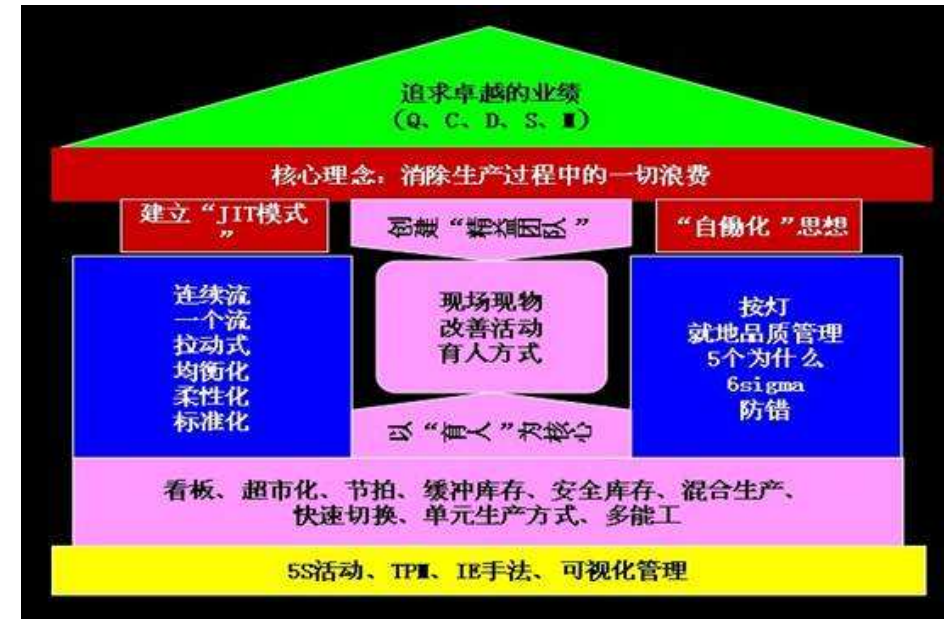 追求卓越的业绩
（Q、C、D、S、M）
核心理念：消除生产过程中的一切浪费
建立“JIT模式
”
创建“精益团队”
“自働化”思想
连续流
一个流
拉动式
均衡化
柔性化
标准化
现场现物
改善活动
育人方式
按灯
就地品质管理
5个为什么
6sigma
防错
以“育人”为核心
看板、超市化、节拍、缓冲库存、安全库存、混合生产、
快速切换、单元生产方式、多能工
5S活动、TPM、IE手法、可视化管理